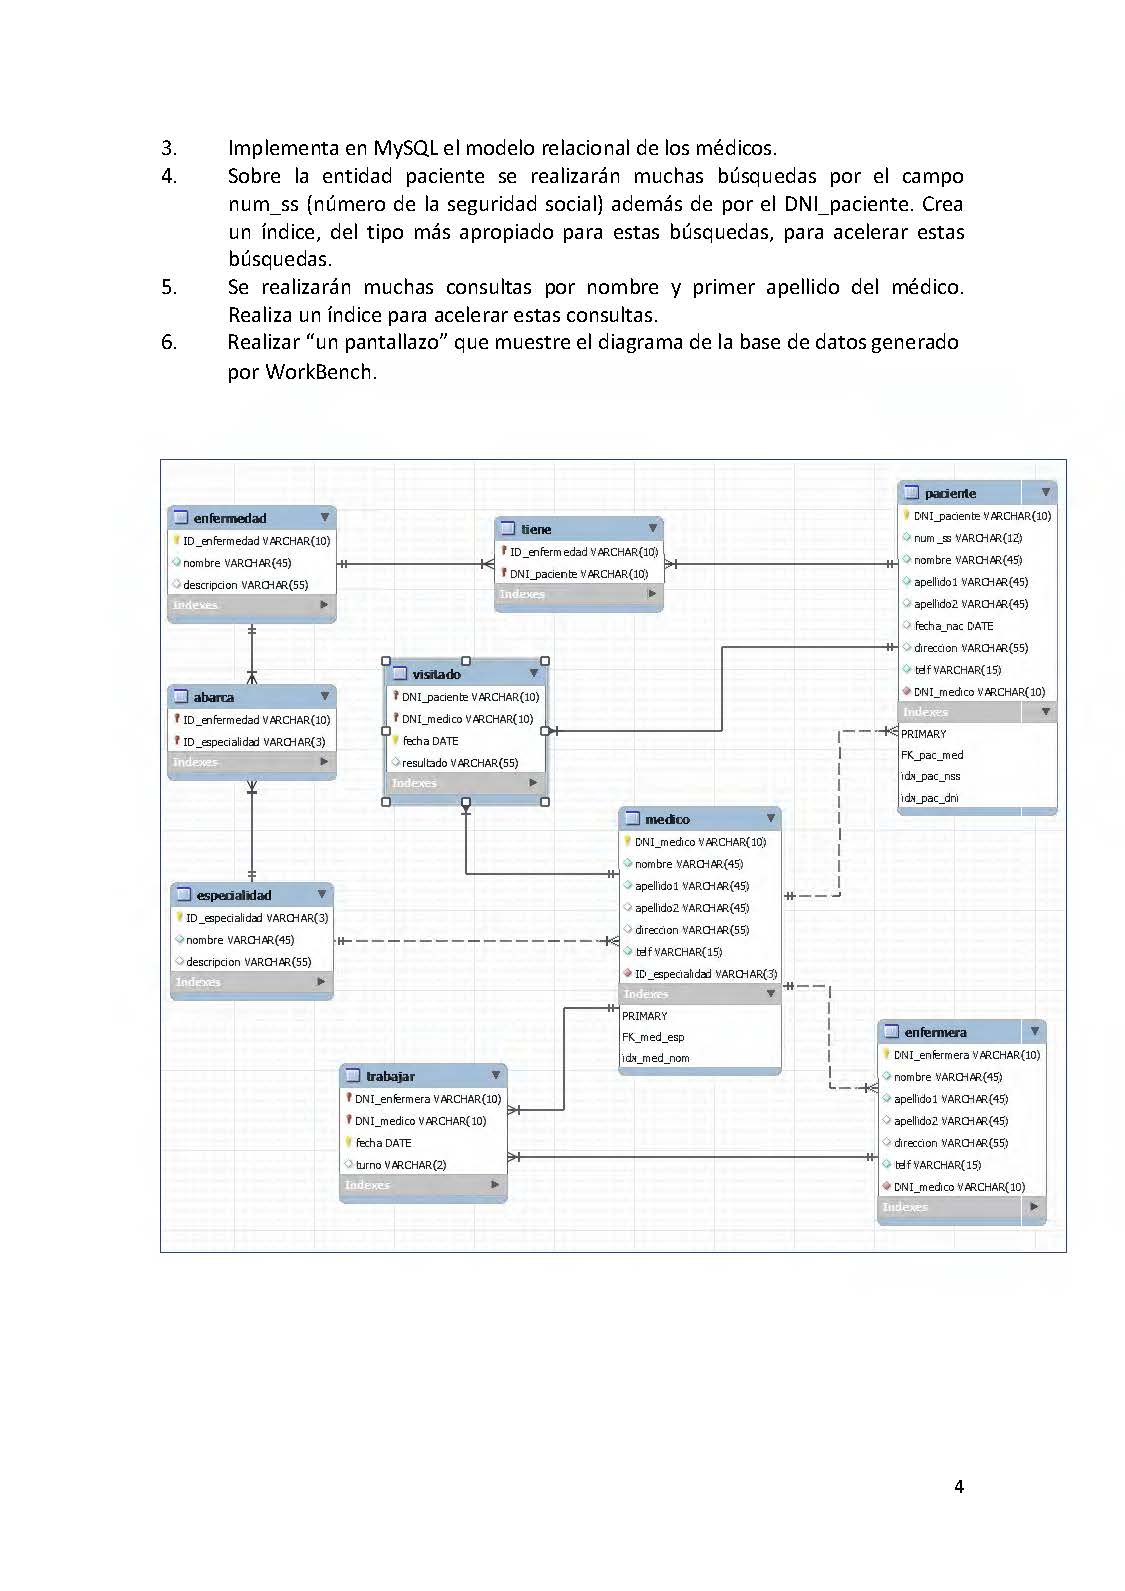 3. Implementa en MySQL el modelo relacional de los médicos.
4. Sobre la entidad paciente se realizarán muchas búsquedas por el campo
num_ss (número de la seguridad social) además de por el DNI_paciente. Crea
un índice, del tipo más apropiado para estas búsquedas, para acelerar estas
búsquedas.
5. Se realizarán muchas consultas por nombre y primer apellido del médico.
Realiza un índice para acelerar estas consultas.
6. Realizar “un pantallazo” que muestre el diagrama de la base de datos generado
por WorkBench.
enfermedad
ID_enfermedad VARCHAR(10)
nombre VARCHAR(45)
descripcion VARCHAR(55)
Indexes
tiene
ID_enfermedad VARCHAR(10)
DNI_paciente VARCHAR(10)
Indexes
paciente
DNI_paciente VARCHAR(10)
num_ss VARCHAR(12)
nombre VARCHAR(45)
apellido1 VARCHAR(45)
apellido2 VARCHAR(45)
fecha_nac DATE
direccion VARCHAR(55)
telf VARCHAR(15)
DNI_medico VARCHAR(10)
Indexes
PRIMARY
FK_pac_med
idx_pac_nss
idx_pac_dni
abarca
ID_enfermedad VARCHAR(10)
ID_especialidad VARCHAR(3)
Indexes
visitado
DNI_paciente VARCHAR(10)
DNI_medico VARCHAR(10)
fecha DATE
resultado VARCHAR(55)
Indexes
medico
DNI_medico VARCHAR(10)
nombre VARCHAR(45)
apellido1 VARCHAR(45)
apellido2 VARCHAR(45)
direccion VARCHAR(55)
telf VARCHAR(15)
ID_especialidad VARCHAR(3)
Indexes
PRIMARY
FK_med_esp
idx_med_nom
especialidad
ID_especialidad VARCHAR(3)
nombre VARCHAR(45)
descripcion VARCHAR(55)
Indexes
trabajar
DNI_enfermera VARCHAR(10)
DNI_medico VARCHAR(10)
fecha DATE
turno VARCHAR(2)
Indexes
enfermera
DNI_enfermera VARCHAR(10)
nombre VARCHAR(45)
apellido1 VARCHAR(45)
apellido2 VARCHAR(45)
direccion VARCHAR(55)
telf VARCHAR(15)
DNI_medico VARCHAR(10)
Indexes
4